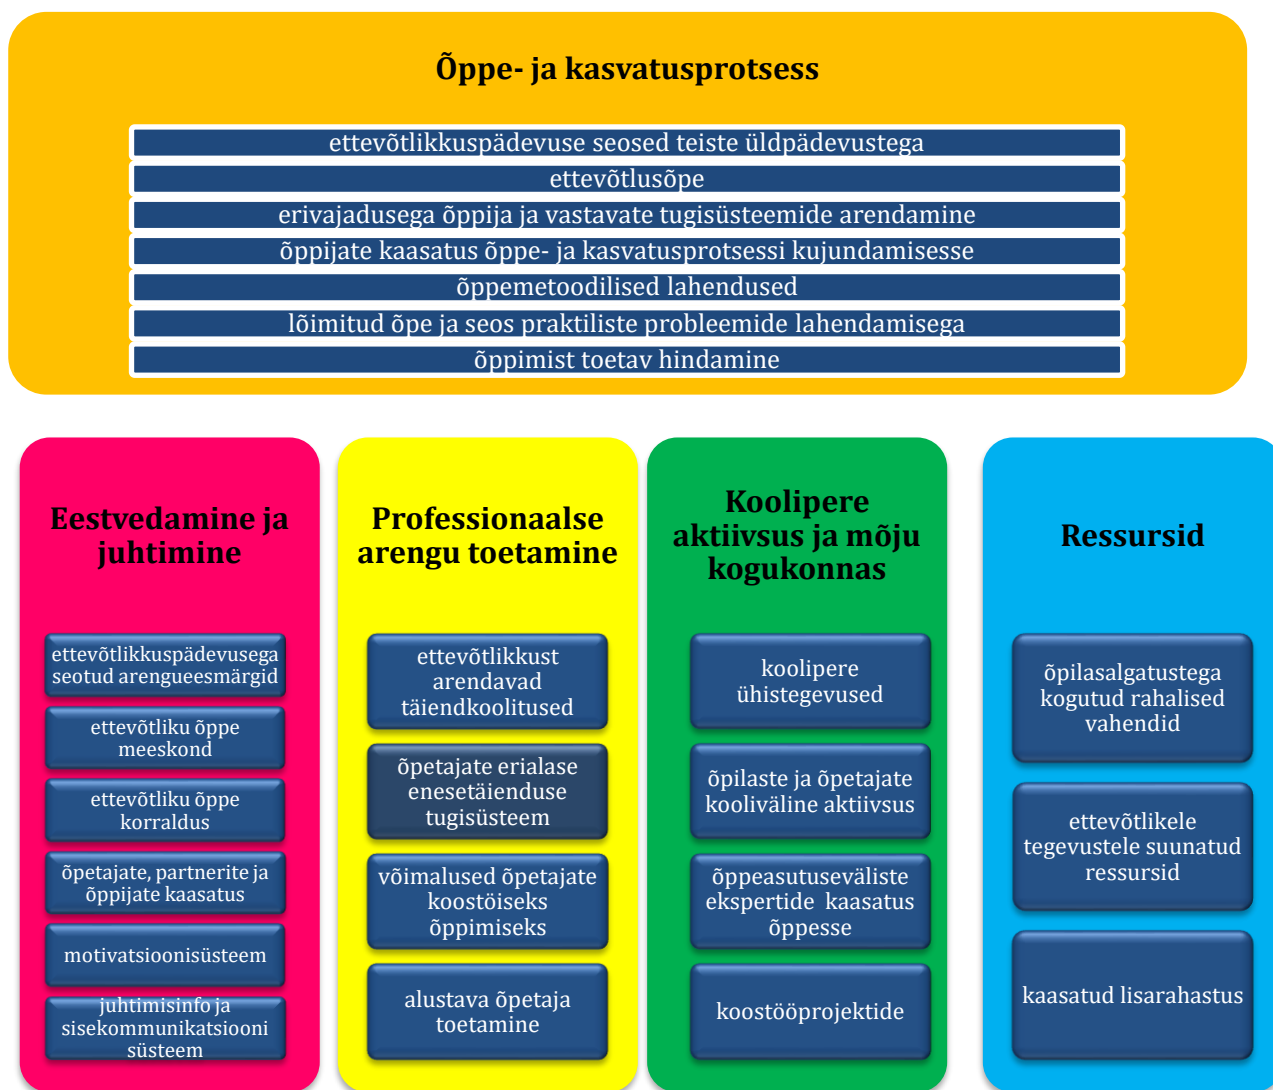 Õppe- ja kasvatusprotsess
ettevõtlikkuspädevuse seosed teiste üldpädevustega
ettevõtlusõpe
erivajadusega õppija ja vastavate tugisüsteemide arendamine
õppijate kaasatus õppe- ja kasvatusprotsessi kujundamisesse
õppemetoodilised lahendused
lõimitud õpe ja seos praktiliste probleemide lahendamisega
õppimist toetav hindamine
Eestvedamine ja
juhtimine
ettevõtlikkuspädevusega
seotud arengueesmärgid
ettevõtliku õppe
meeskond
ettevõtliku õppe
korraldus
õpetajate, partnerite ja
õppijate kaasatus
motivatsioonisüsteem
juhtimisinfo ja
sisekommunikatsiooni
süsteem
Professionaalse
arengu toetamine
ettevõtlikkust
arendavad
täiendkoolitused
õpetajate erialase
enesetäienduse
tugisüsteem
võimalused õpetajate
koostöiseks
õppimiseks
alustava õpetaja
toetamine
Koolipere
aktiivsus ja mõju
kogukonnas
koolipere
ühistegevused
õpilaste ja õpetajate
kooliväline aktiivsus
õppeasutuseväliste
ekspertide kaasatus
õppesse
koostööprojektide
Ressursid
õpilasalgatustega
kogutud rahalised
vahendid
ettevõtlikele
tegevustele suunatud
ressursid
kaasatud lisarahastus